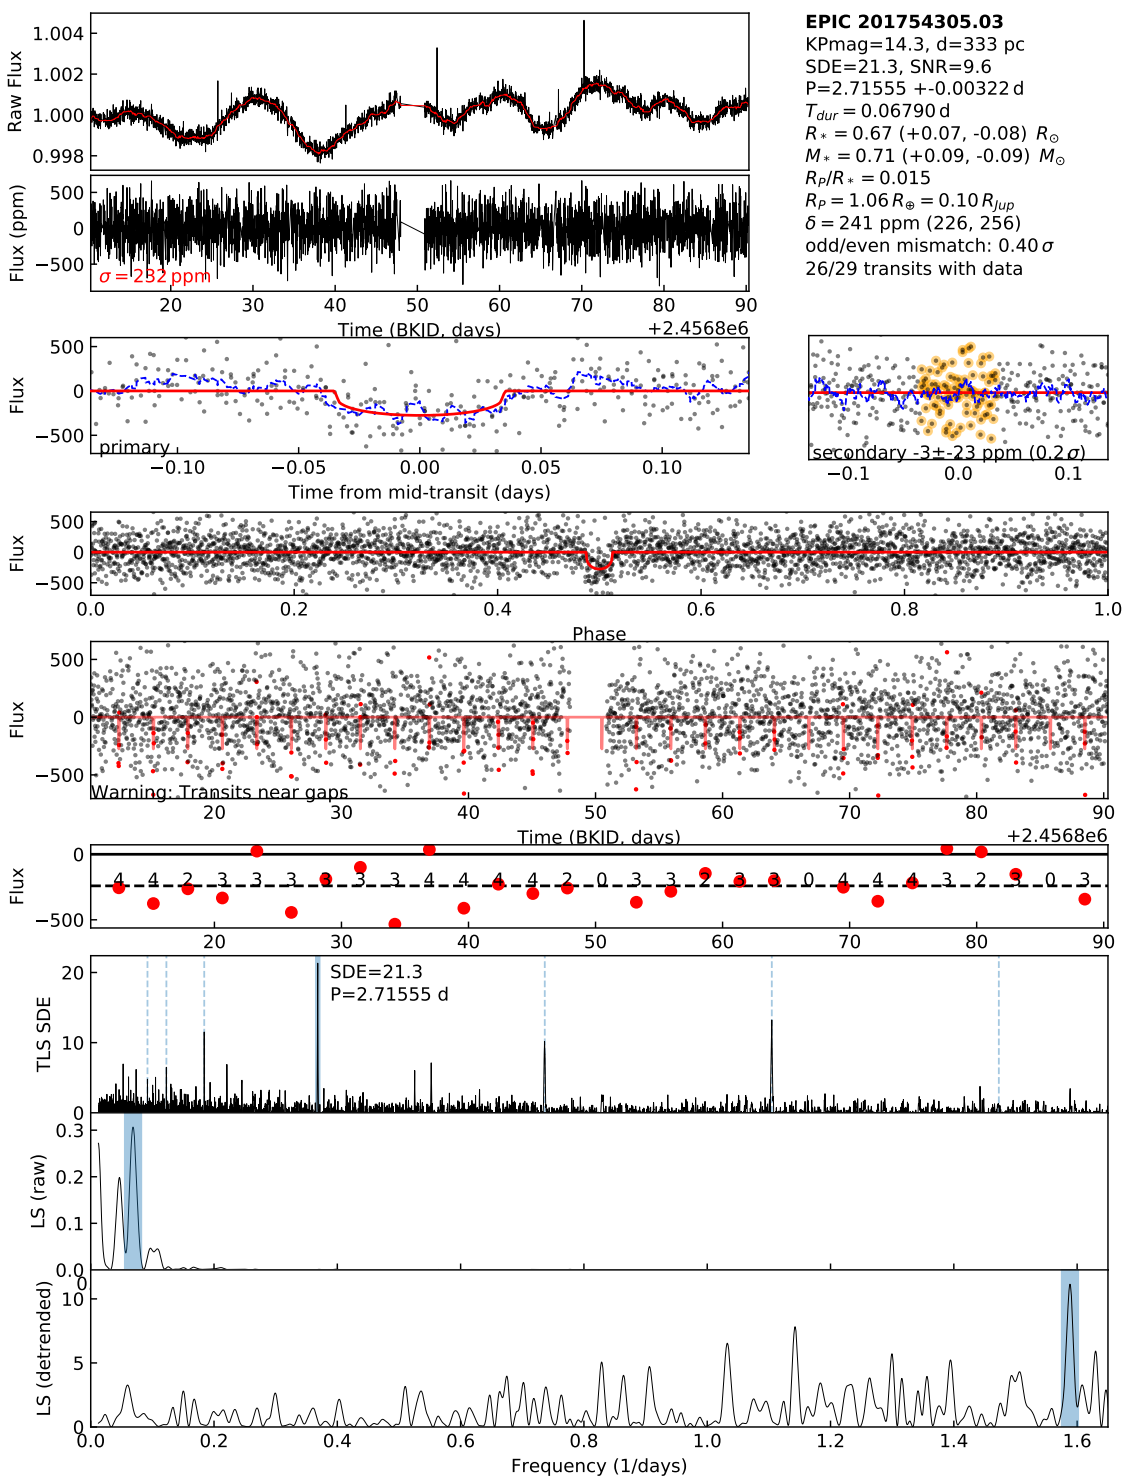 EPIC 201754305.03
KPmag=14.3, d=333 pc
SDE=21.3, SNR=9.6
P=2.71555 +-0.00322 d
T_dur = 0.06790 d
R_* = 0.67 (+0.07, -0.08) R_⊙
M_* = 0.71 (+0.09, -0.09) M_⊙
R_P/R_* = 0.015
R_P = 1.06 R_⊕ = 0.10 R_Jup
δ = 241 ppm (226, 256)
odd/even mismatch: 0.40 σ
26/29 transits with data
Raw Flux
1.004
1.002
1.000
0.998
Flux (ppm)
500
0
−500
σ = 232 ppm
20 30 40 50 60 70 80 90
Time (BKID, days)
+2.4568e6
Flux
500
0
−500
primary
−0.10 −0.05 0.00 0.05 0.10
Time from mid-transit (days)
secondary -3±-23 ppm (0.2 σ)
−0.1 0.0 0.1
Flux
500
0
−500
0.0 0.2 0.4 0.6 0.8 1.0
Phase
Flux
500
0
−500
Warning: Transits near gaps
20 30 40 50 60 70 80 90
Time (BKID, days)
+2.4568e6
Flux
0
−500
4 4 2 3 3 3 3 3 3 4 4 4 4 2 0 3 3 2 3 3 0 4 4 4 3 2 3 0 3
20 30 40 50 60 70 80 90
TLS SDE
20
10
0
SDE=21.3
P=2.71555 d
LS (raw)
0.3
0.2
0.1
0.0
0
LS (detrended)
10
5
0
0.0 0.2 0.4 0.6 0.8 1.0 1.2 1.4 1.6
Frequency (1/days)